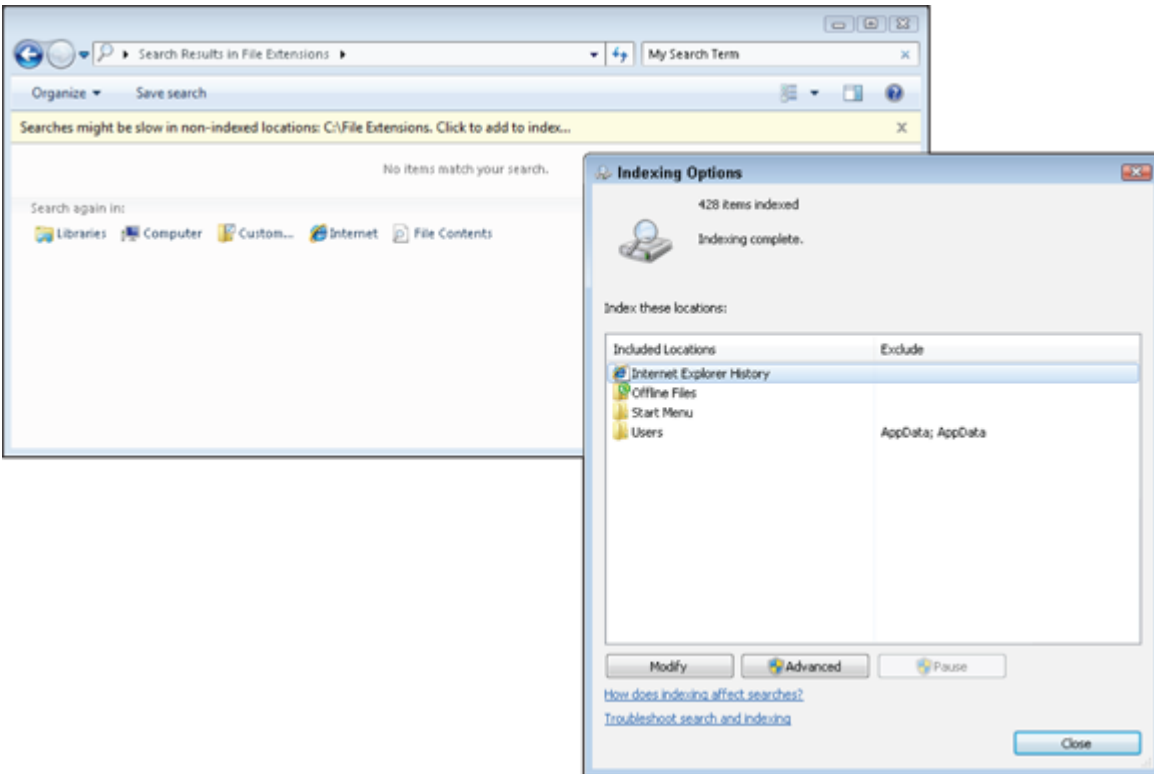 Search Results in File Extensions
My Search Term
Organize
Save search
Searches might be slow in non-indexed locations: C:\File Extensions. Click to add to index...
No items match your search.
Search again in:
Libraries Computer Custom... Internet File Contents
Indexing Options
428 items indexed
Indexing complete.
Index these locations:
Included Locations Exclude
Internet Explorer History
Offline Files
Start Menu
Users AppData; AppData
Modify Advanced Pause
How does indexing affect searches?
Troubleshoot search and indexing
Close